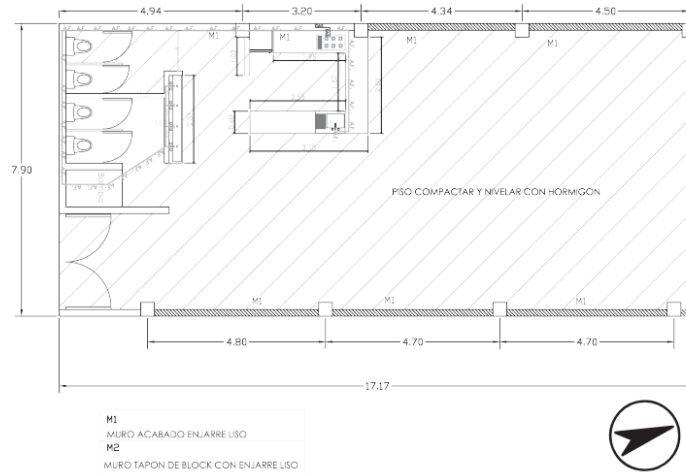 4.94
3.20
4.34
4.50
M1
M1
M1
M1
7.90
PISO COMPACTAR Y NIVELAR CON HORMIGON
M1
M1
M1
4.80
4.70
4.70
17.17
M1
MURO ACABADO ENJARRE LISO
M2
MURO TAPON DE BLOCK CON ENJARRE LISO